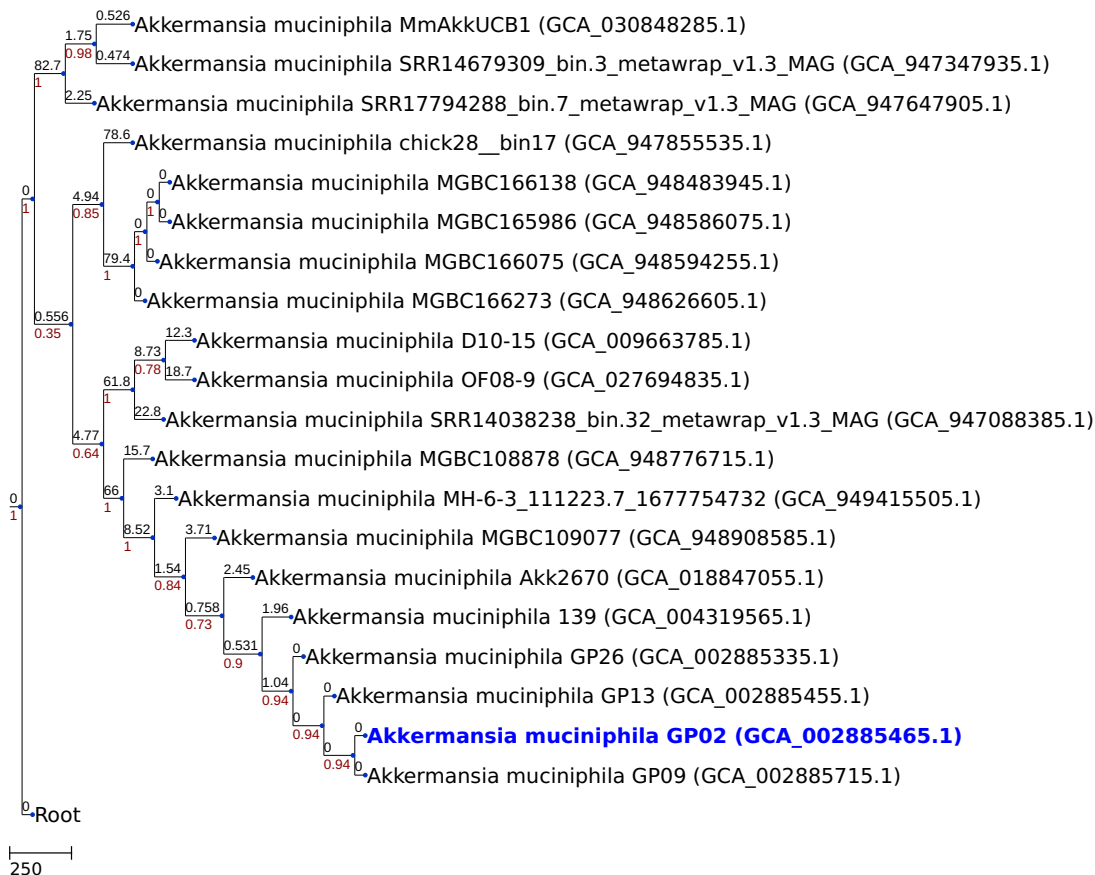 0.526
Akkermansia muciniphila MmAkkUCB1 (GCA_030848285.1)
1.75
0.98
0.474
Akkermansia muciniphila SRR14679309_bin.3_metawrap_v1.3_MAG (GCA_947347935.1)
82.7
1
2.25
Akkermansia muciniphila SRR17794288_bin.7_metawrap_v1.3_MAG (GCA_947647905.1)
78.6
Akkermansia muciniphila chick28__bin17 (GCA_947855535.1)
0
Akkermansia muciniphila MGBC166138 (GCA_948483945.1)
0
1
4.94
0.85
0
1
0
Akkermansia muciniphila MGBC165986 (GCA_948586075.1)
0
1
79.4
1
0
Akkermansia muciniphila MGBC166075 (GCA_948594255.1)
0
Akkermansia muciniphila MGBC166273 (GCA_948626605.1)
0.556
0.35
12.3
Akkermansia muciniphila D10-15 (GCA_009663785.1)
8.73
0.78
18.7
Akkermansia muciniphila OF08-9 (GCA_027694835.1)
61.8
1
22.8
Akkermansia muciniphila SRR14038238_bin.32_metawrap_v1.3_MAG (GCA_947088385.1)
4.77
0.64
15.7
Akkermansia muciniphila MGBC108878 (GCA_948776715.1)
66
1
3.1
Akkermansia muciniphila MH-6-3_111223.7_1677754732 (GCA_949415505.1)
0
1
8.52
1
3.71
Akkermansia muciniphila MGBC109077 (GCA_948908585.1)
1.54
0.84
2.45
Akkermansia muciniphila Akk2670 (GCA_018847055.1)
0.758
0.73
1.96
Akkermansia muciniphila 139 (GCA_004319565.1)
0.531
0.9
0
Akkermansia muciniphila GP26 (GCA_002885335.1)
1.04
0.94
0
Akkermansia muciniphila GP13 (GCA_002885455.1)
0
0.94
0
Akkermansia muciniphila GP02 (GCA_002885465.1)
0
0.94
0
Akkermansia muciniphila GP09 (GCA_002885715.1)
0
Root
250